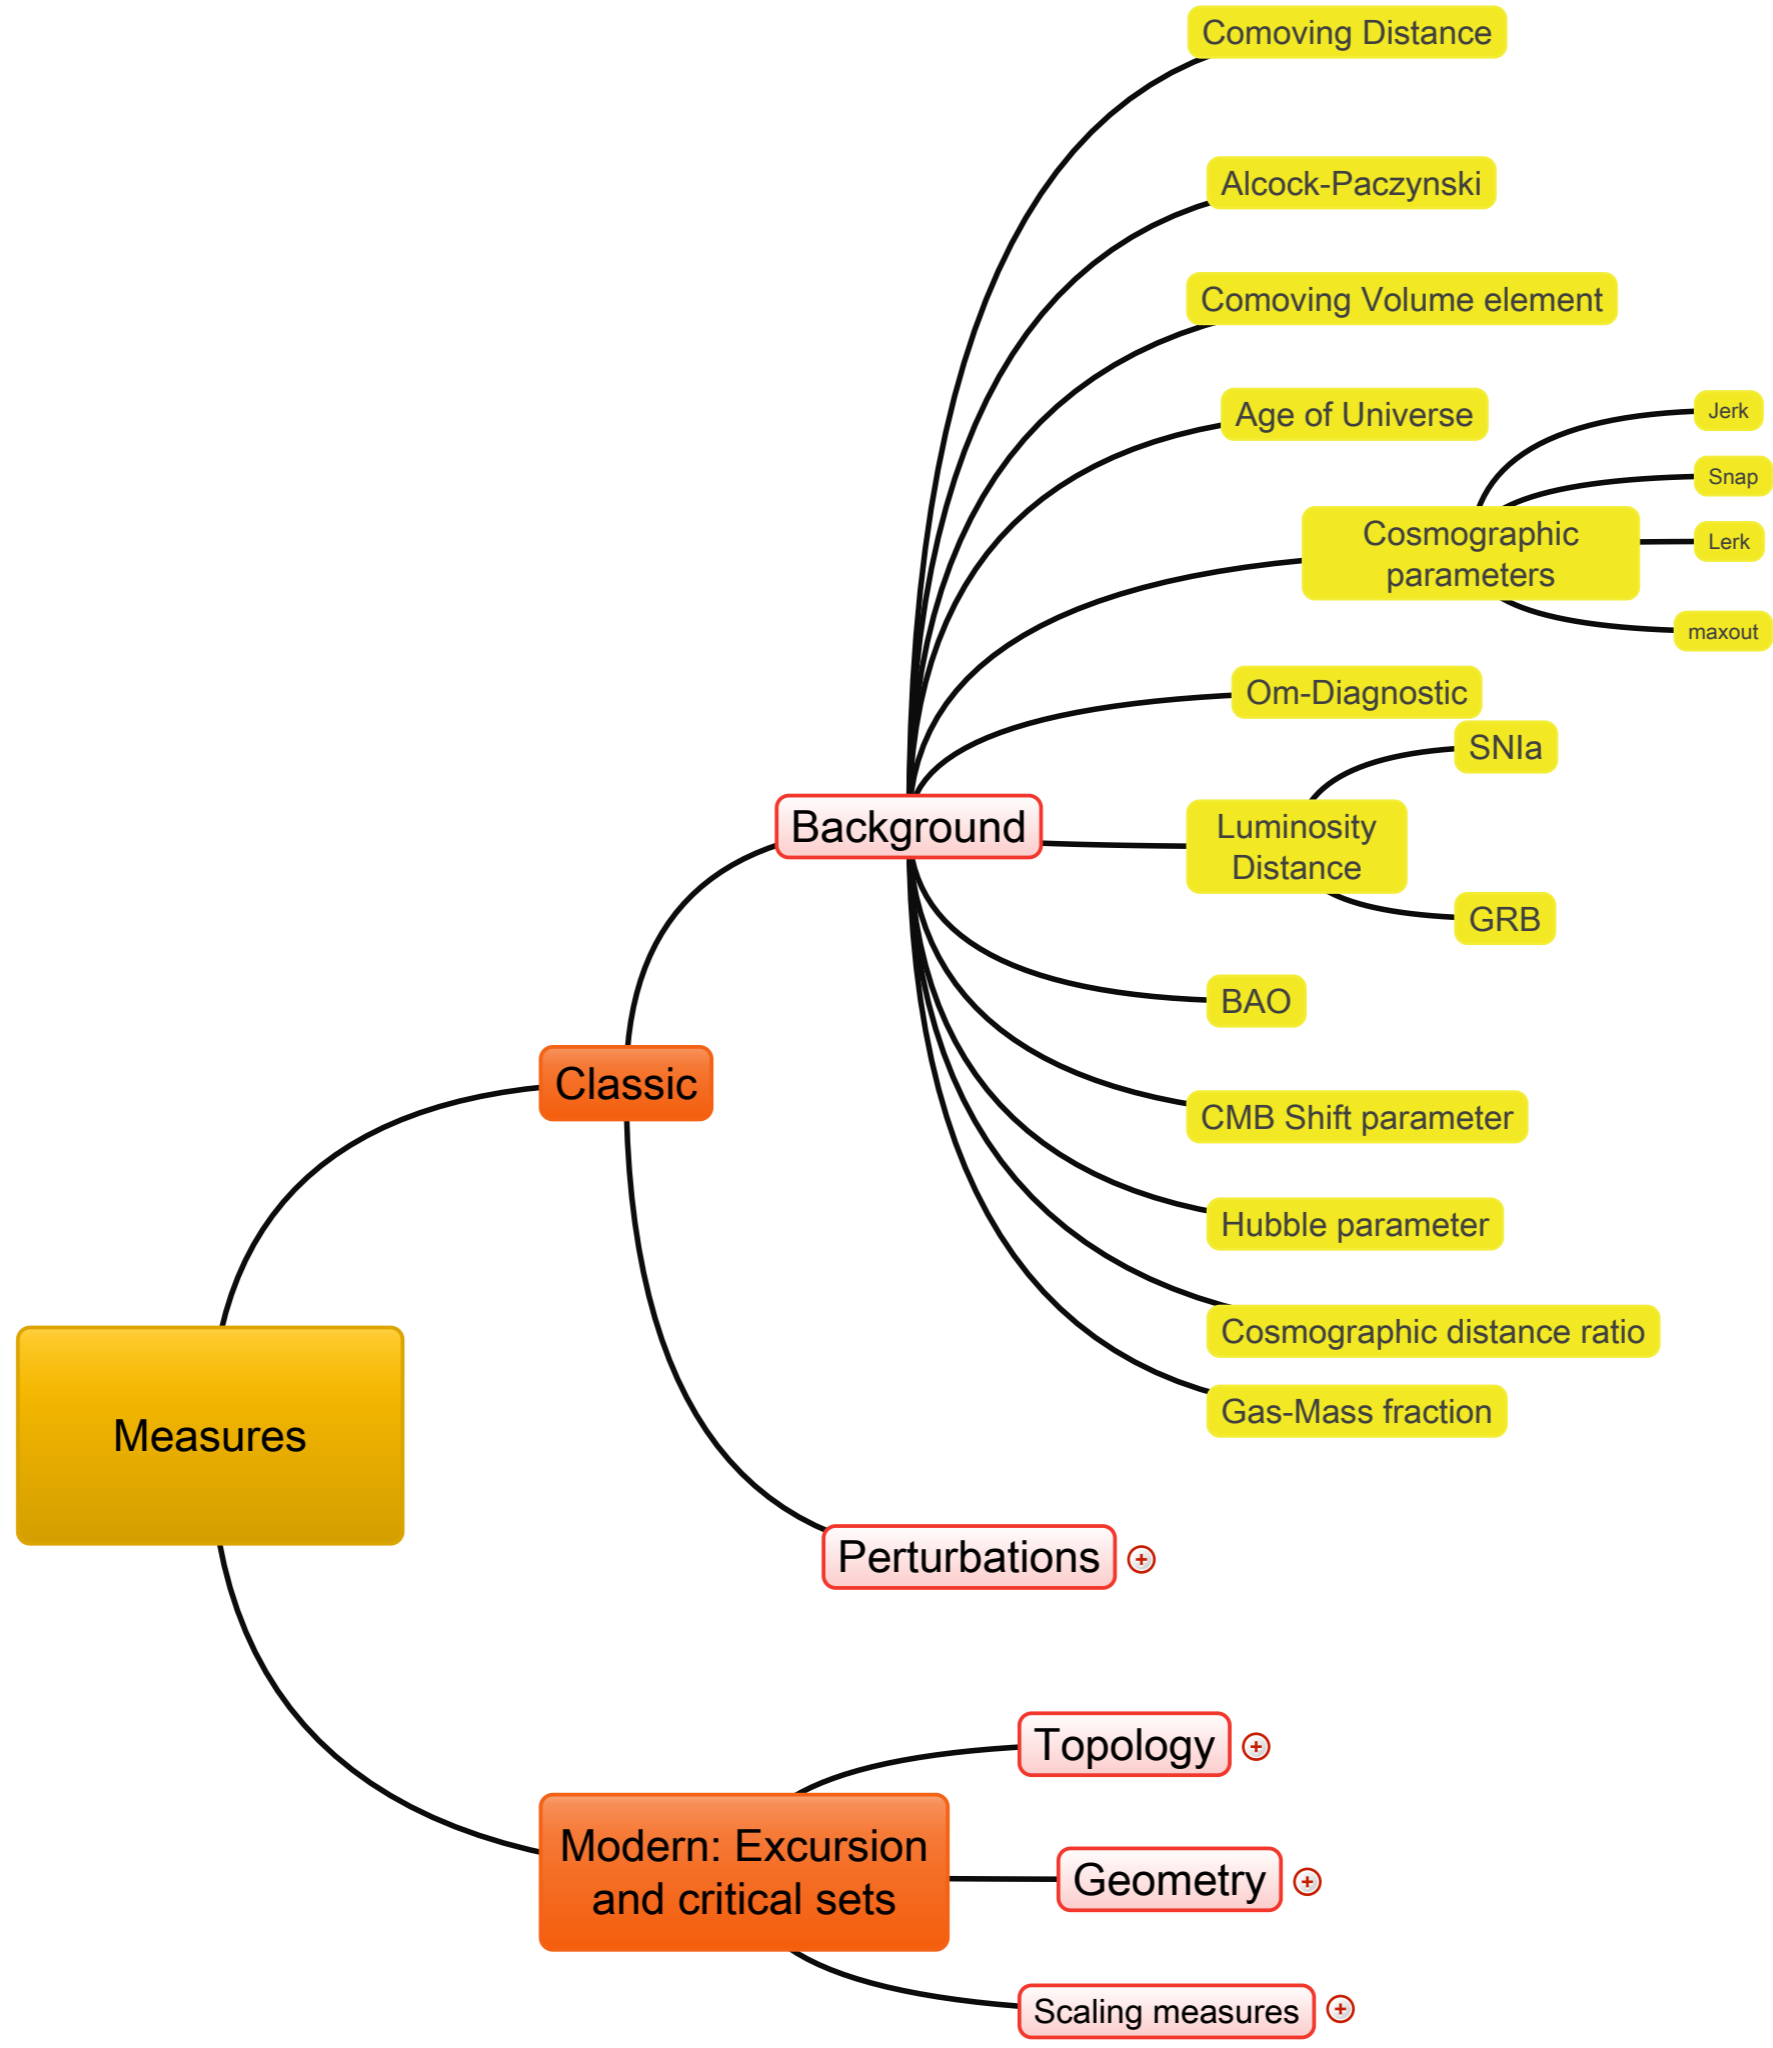 Comoving Distance
Alcock-Paczynski
Comoving Volume element
Age of Universe
Jerk
Snap
Cosmographic
parameters
Lerk
maxout
Om-Diagnostic
SNIa
Background
Luminosity
Distance
GRB
BAO
Classic
CMB Shift parameter
Hubble parameter
Cosmographic distance ratio
Gas-Mass fraction
Measures
Perturbations
Topology
Modern: Excursion
and critical sets
Geometry
Scaling measures